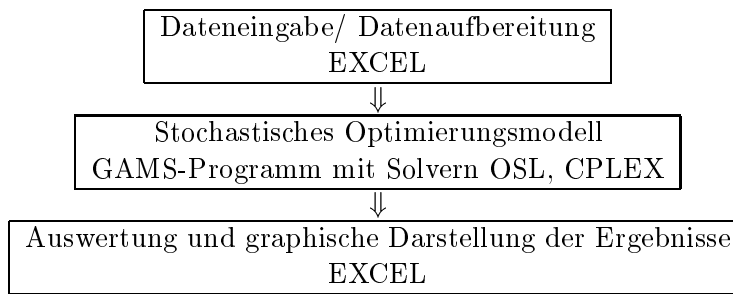 Dateneingabe/ Datenaufbereitung
EXCEL
⇓
Stochastisches Optimierungsmodell
GAMS-Programm mit Solvern OSL, CPLEX
⇓
Auswertung und graphische Darstellung der Ergebnisse
EXCEL